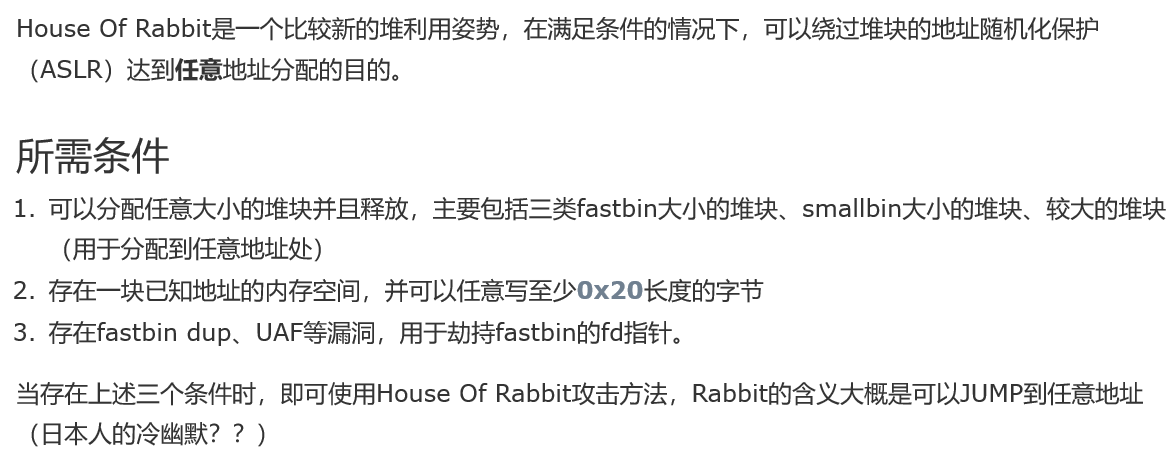 House Of Rabbit是一个比较新的堆利用姿势，在满足条件的情况下，可以绕过堆块的地址随机化保护
（ASLR）达到任意地址分配的目的。
所需条件
1. 可以分配任意大小的堆块并且释放，主要包括三类fastbin大小的堆块、smallbin大小的堆块、较大的堆块
（用于分配到任意地址处）
2. 存在一块已知地址的内存空间，并可以任意写至少0x20长度的字节
3. 存在fastbin dup、UAF等漏洞，用于劫持fastbin的fd指针。
当存在上述三个条件时，即可使用House Of Rabbit攻击方法，Rabbit的含义大概是可以JUMP到任意地址
（日本人的冷幽默？？）